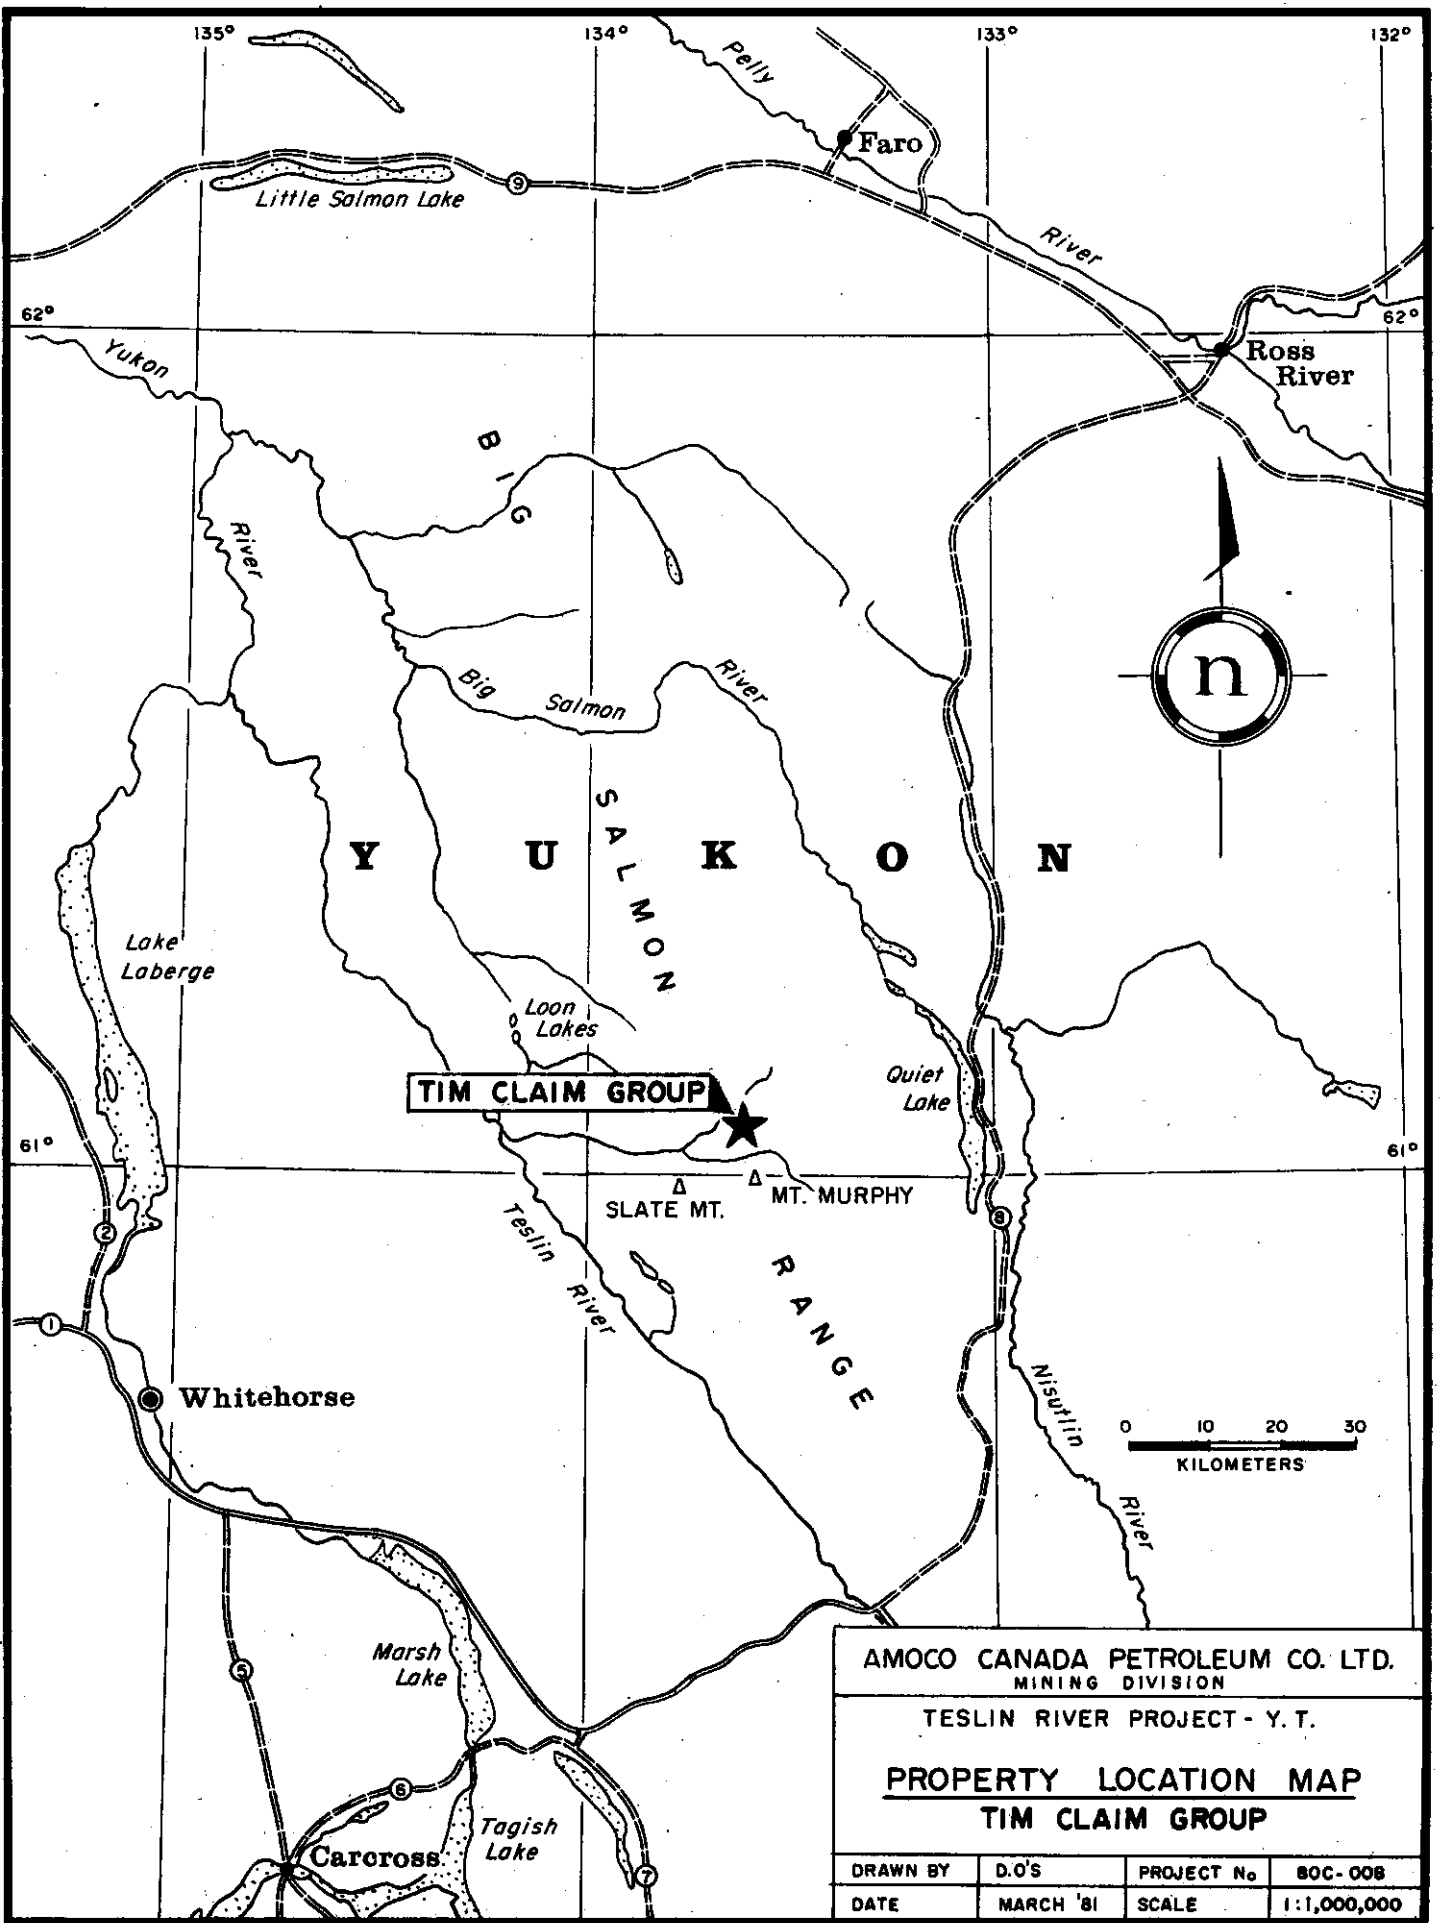 135°
134°
133°
132°
Pelly
Faro
9
Little Salmon Lake
River
62°
62°
Yukon
Ross
River
BIG
River
Big
Salmon
River
SALMON
YUKON
n
Lake
Laberge
Loon
Lakes
TIM CLAIM GROUP
Quiet
Lake
61°
61°
SLATE MT.
MT. MURPHY
2
8
Teslin
River
RANGE
1
Whitehorse
Nisutlin
River
0 10 20 30
KILOMETERS
Marsh
Lake
5
6
Tagish
Lake
Carcross
7
AMOCO CANADA PETROLEUM CO. LTD.
MINING DIVISION
TESLIN RIVER PROJECT - Y. T.
PROPERTY LOCATION MAP
TIM CLAIM GROUP
DRAWN BY D.O'S PROJECT No 80C-008
DATE MARCH '81 SCALE 1:1,000,000